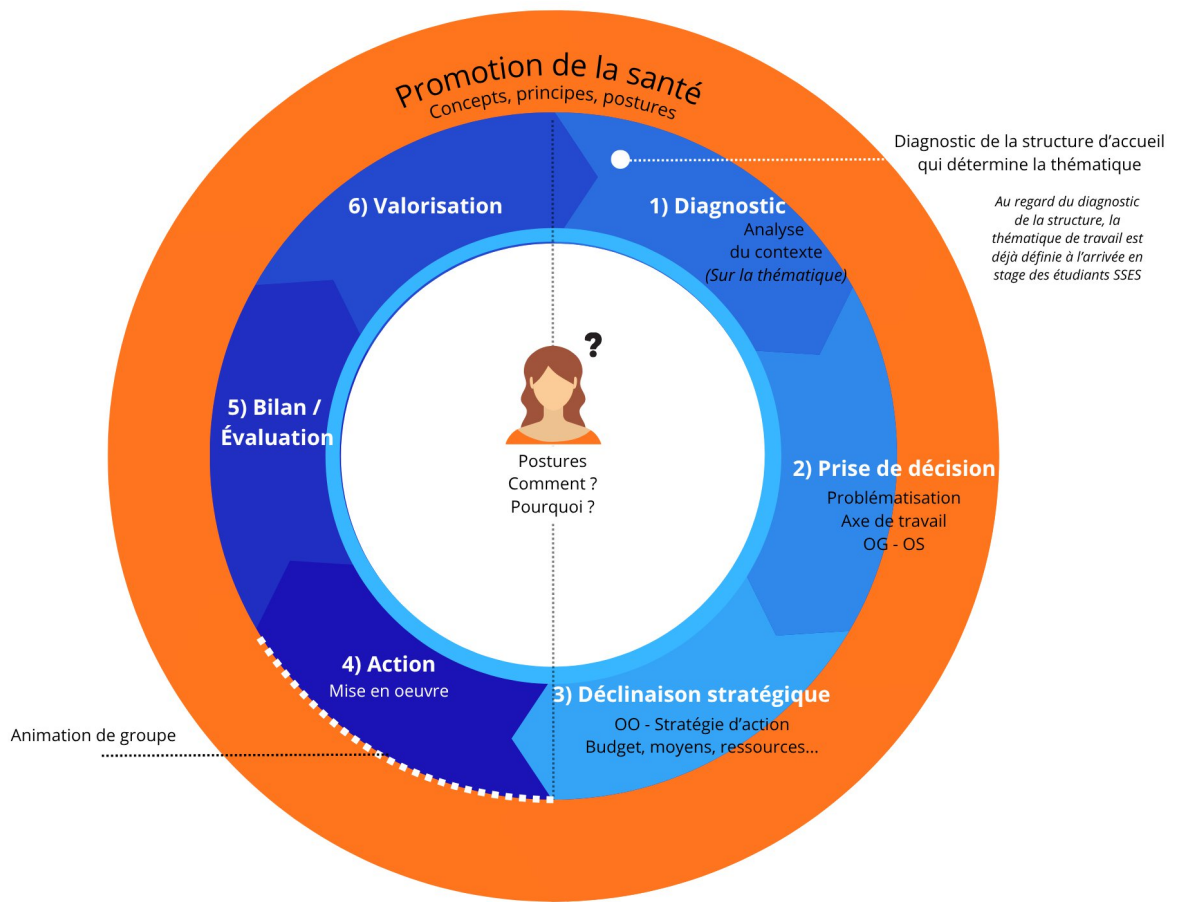 Promotion de la santé
Concepts, principes, postures
Diagnostic de la structure d'accueil
qui détermine la thématique
Au regard du diagnostic
de la structure, la
thématique de travail est
déjà définie à l'arrivée en
stage des étudiants SSES
6) Valorisation
1) Diagnostic
Analyse
du contexte
(Sur la thématique)
?
5) Bilan /
Évaluation
Postures
Comment ?
Pourquoi ?
2) Prise de décision
Problématisation
Axe de travail
OG - OS
4) Action
Mise en oeuvre
3) Déclinaison stratégique
OO - Stratégie d'action
Budget, moyens, ressources...
Animation de groupe